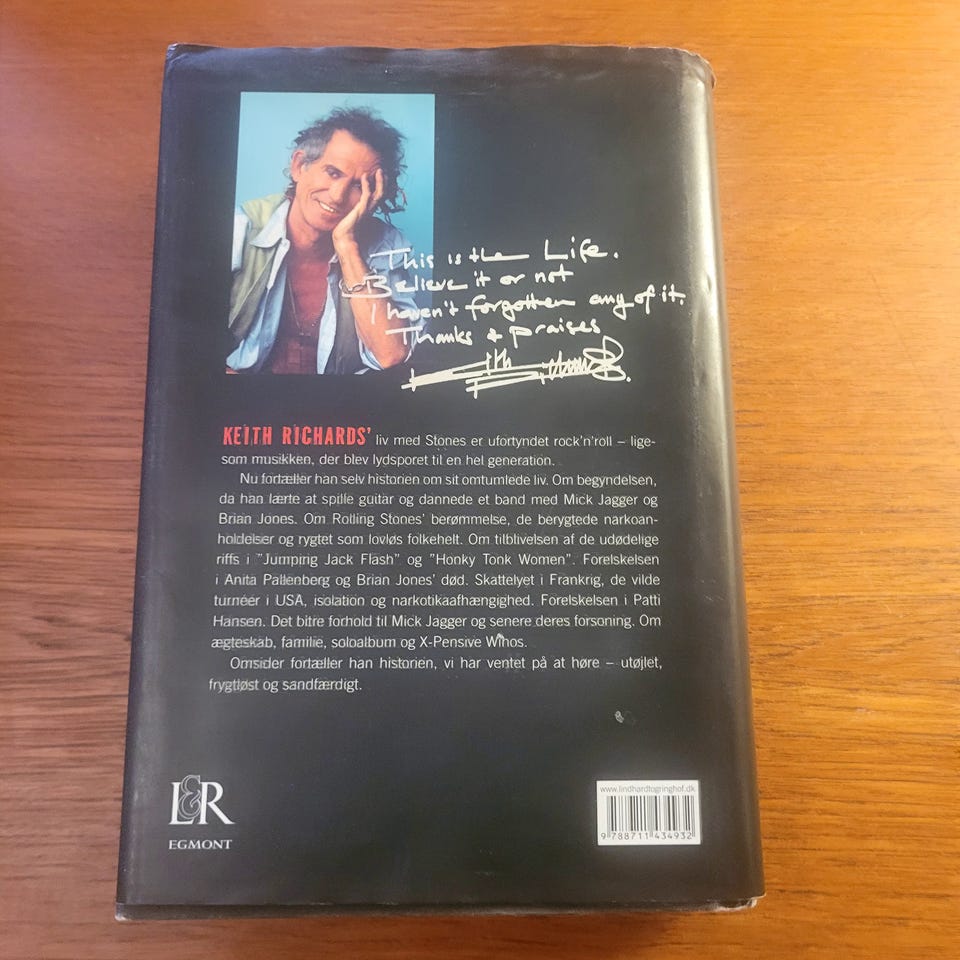 This is the Life.
Believe it or not
I haven't forgotten any of it.
Thanks & praises
KEITH RICHARDS' liv med Stones er ufortyndet rock'n'roll – lige-
som musikken, der blev lydsporet til en hel generation.
Nu fortæller han selv historien om sit omtumlede liv. Om begyndelsen,
da han lærte at spille guitar og dannede et band med Mick Jagger og
Brian Jones. Om Rolling Stones' berømmelse, de berygtede narkoan-
holdelser og rygtet som lovløs folkehelt. Om tilblivelsen af de udødelige
riffs i "Jumping Jack Flash" og "Honky Tonk Women". Forelskelsen
i Anita Pallenberg og Brian Jones' død. Skattelyet i Frankrig, de vilde
turnéer i USA, isolation og narkotikaafhængighed. Forelskelsen i Patti
Hansen. Det bitre forhold til Mick Jagger og senere deres forsoning. Om
ægteskab, familie, soloalbum og X-Pensive Winos.
Omsider fortæller han historien, vi har ventet på at høre – utøjlet,
frygtløst og sandfærdigt.
L&R
EGMONT
www.lindhardtogringhof.dk
9 788711 434932